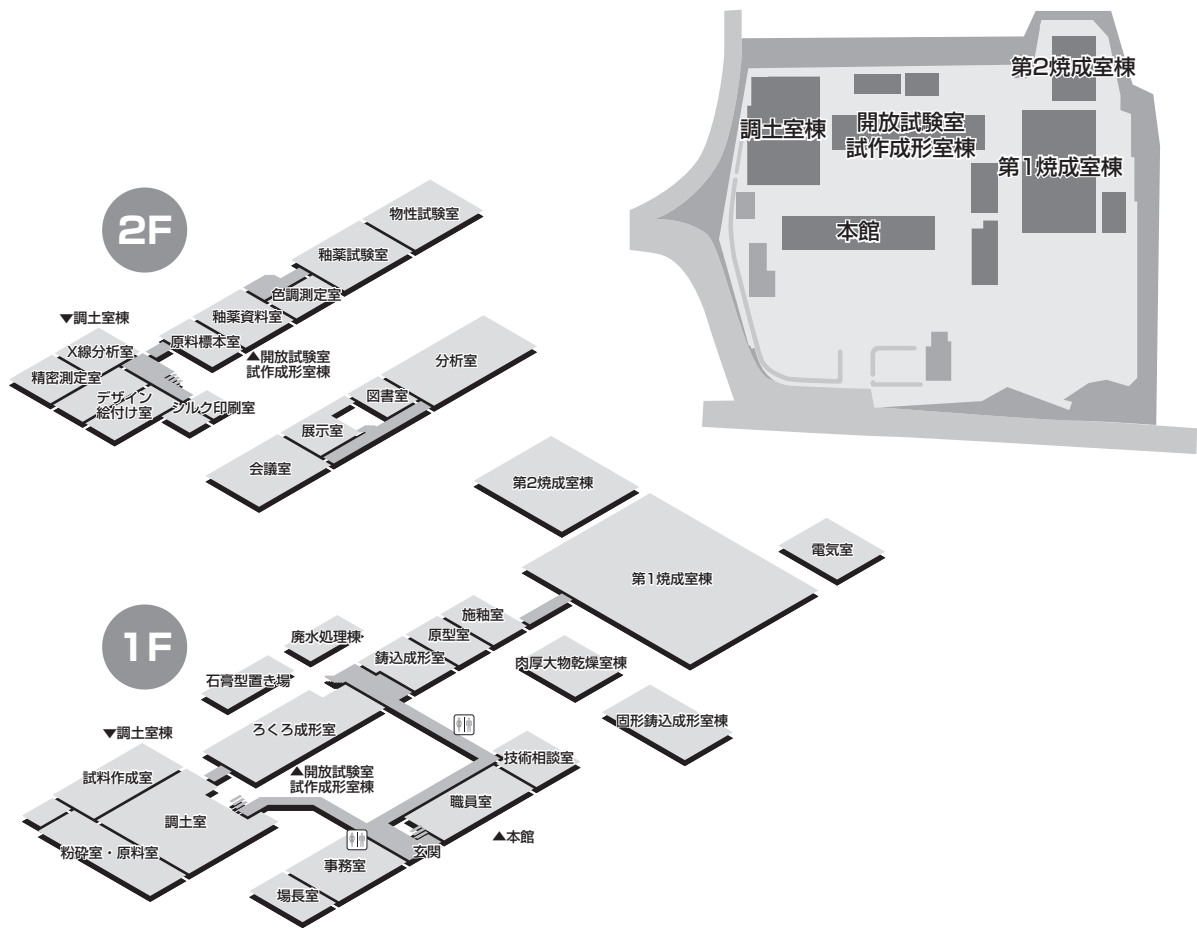 第2焼成室棟
調土室棟
開放試験室
試作成形室棟
第1焼成室棟
本館
2F
物性試験室
釉薬試験室
色調測定室
釉薬資料室
原料標本室
▲開放試験室
試作成形室棟
▼調土室棟
X線分析室
精密測定室
デザイン
絵付け室
シルク印刷室
分析室
図書室
展示室
会議室
1F
第2焼成室棟
第1焼成室棟
電気室
施釉室
原型室
鋳込成形室
廃水処理棟
石膏型置き場
ろくろ成形室
肉厚大物乾燥室棟
固形鋳込成形室棟
▼調土室棟
試料作成室
調土室
粉砕室・原料室
▲開放試験室
試作成形室棟
技術相談室
職員室
▲本館
玄関
事務室
場長室